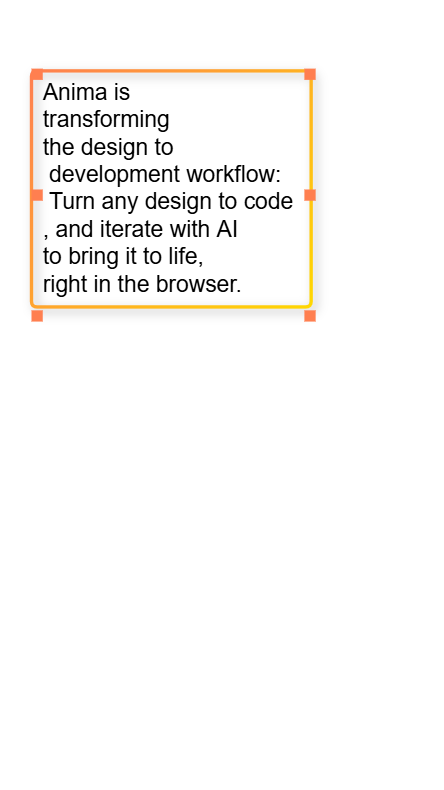 Anima is
transforming
the design to
development workflow:
Turn any design to code
, and iterate with AI
to bring it to life,
right in the browser.